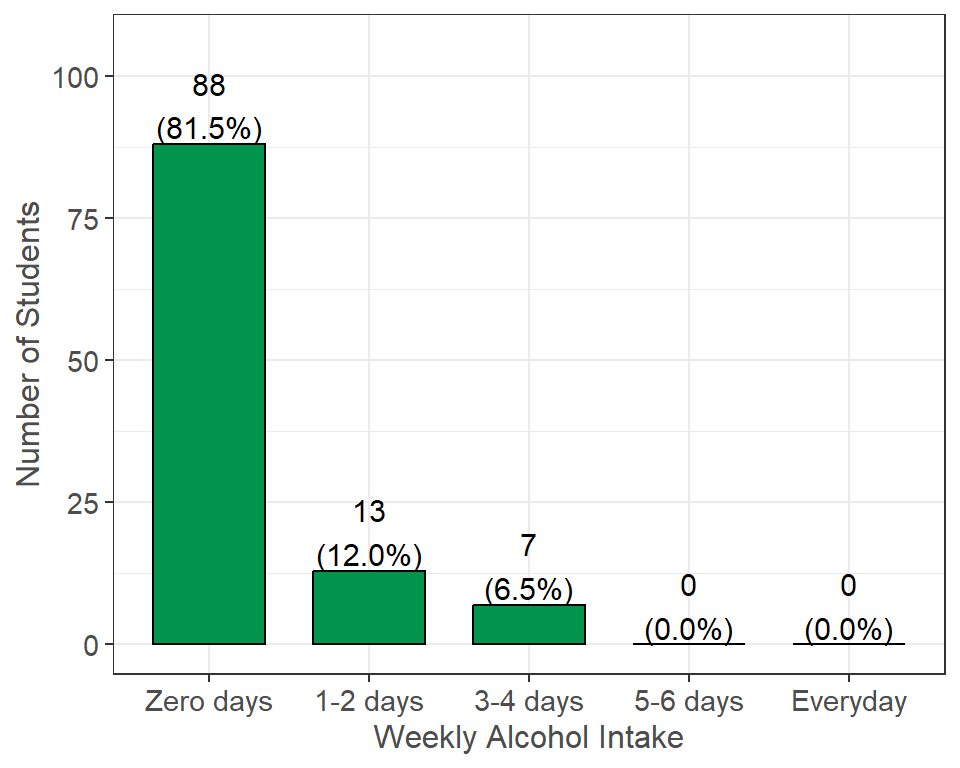 100
75
50
25
0
Number of Students
88
(81.5%)
13
(12.0%)
7
(6.5%)
0
(0.0%)
0
(0.0%)
Zero days
1-2 days
3-4 days
5-6 days
Everyday
Weekly Alcohol Intake